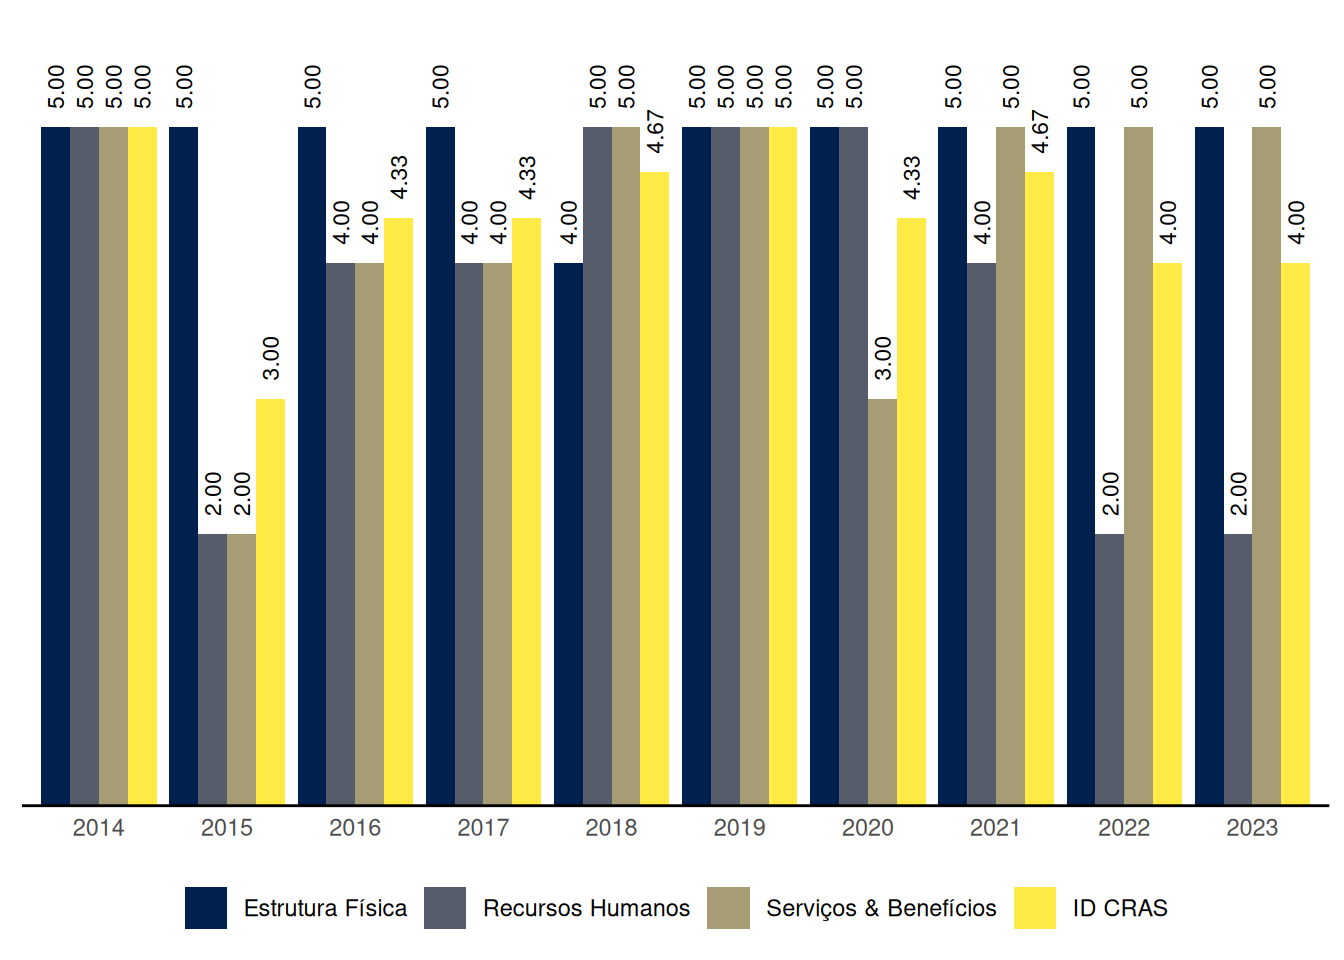 5.00 5.00 5.00 5.00 5.00 2.00 2.00 3.00 5.00 4.00 4.00 4.33 5.00 4.00 4.00 4.33 4.00 5.00 5.00 4.67 5.00 5.00 5.00 5.00 5.00 5.00 3.00 4.33 5.00 4.00 5.00 4.67 5.00 2.00 5.00 4.00 5.00 2.00 5.00 4.00
2014 2015 2016 2017 2018 2019 2020 2021 2022 2023
Estrutura Física Recursos Humanos Serviços & Benefícios ID CRAS